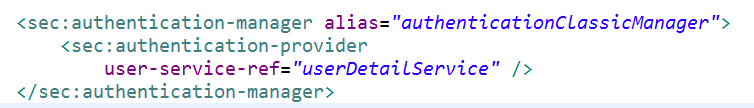 <sec:authentication-manager alias="authenticationClassicManager">
<sec:authentication-provider
user-service-ref="userDetailService" />
</sec:authentication-manager>